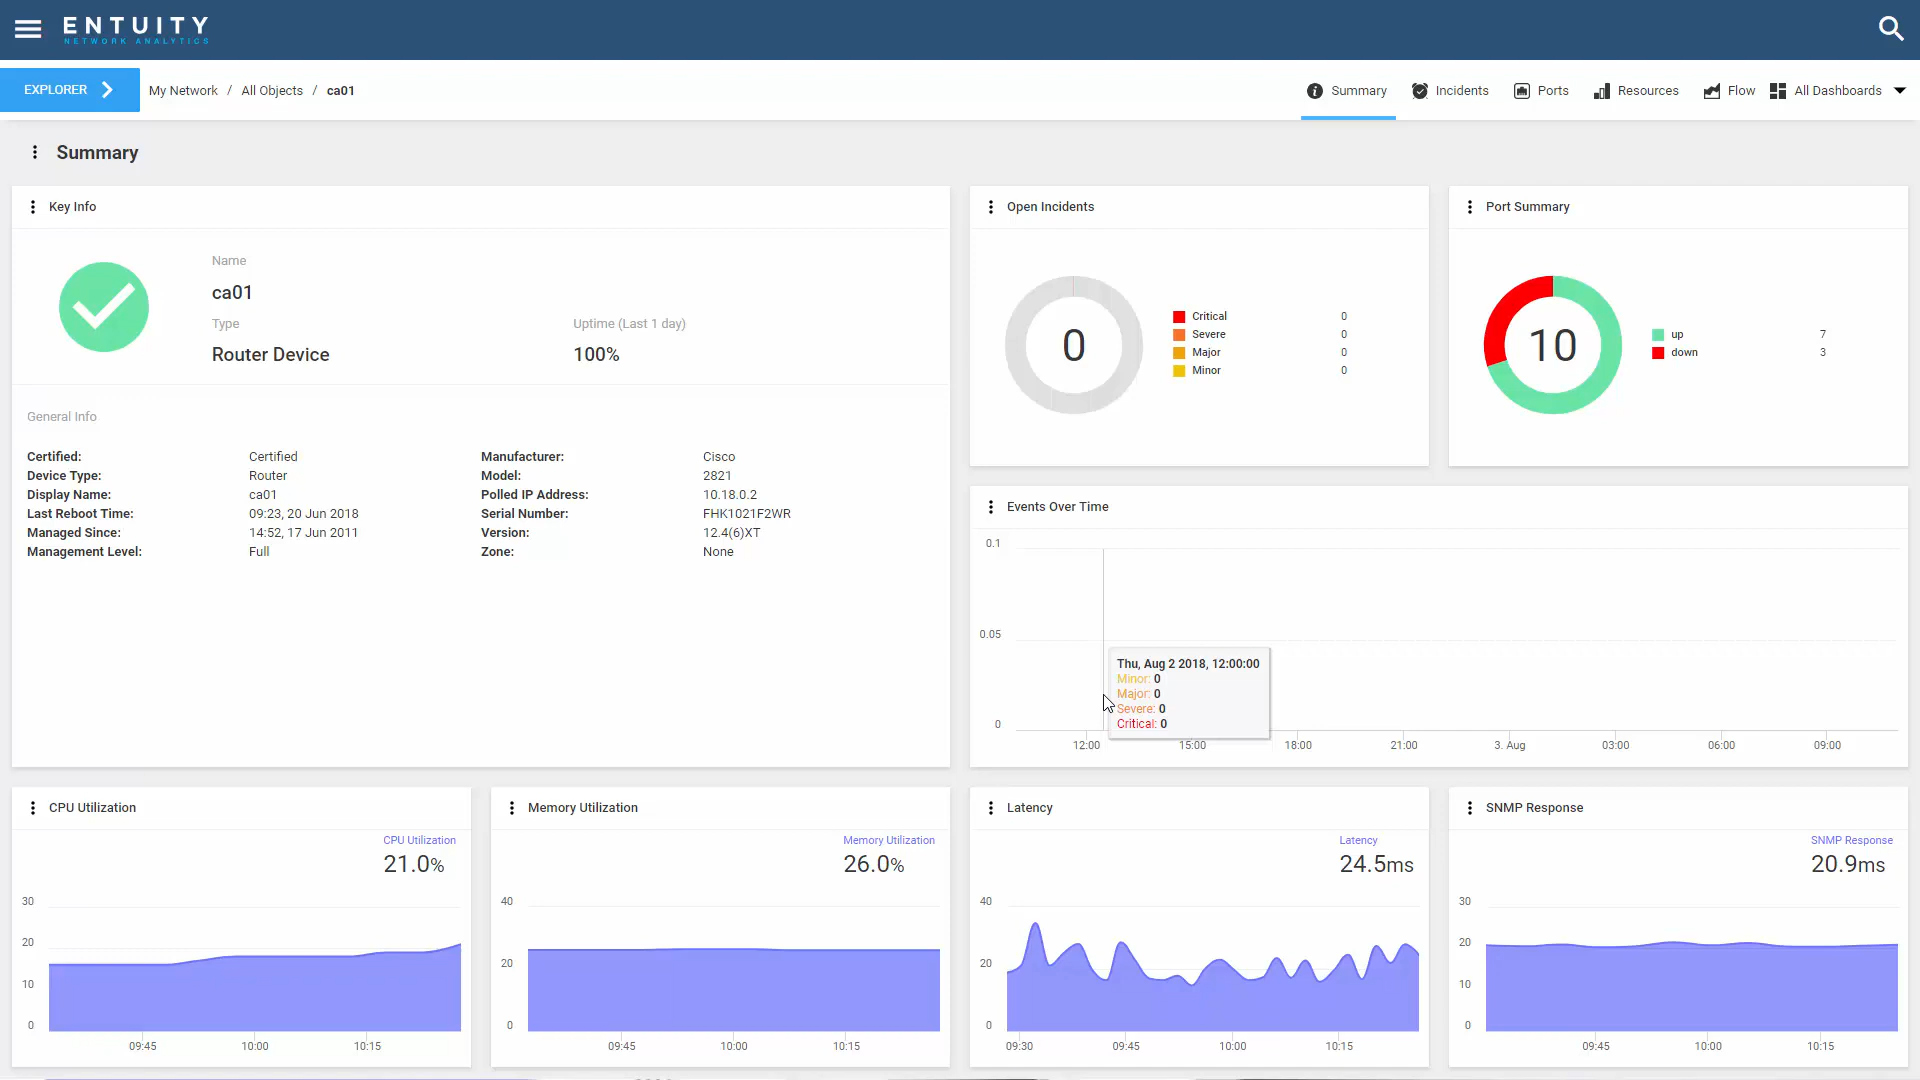 ENTUITY
NETWORK ANALYTICS
EXPLORER
My Network / All Objects / ca01
Summary
Incidents
Ports
Resources
Flow
All Dashboards
Summary
Key Info
Name
ca01
Type
Uptime (Last 1 day)
Router Device
100%
General Info
Certified: Certified
Device Type: Router
Display Name: ca01
Last Reboot Time: 09:23, 20 Jun 2018
Managed Since: 14:52, 17 Jun 2011
Management Level: Full
Manufacturer: Cisco
Model: 2821
Polled IP Address: 10.18.0.2
Serial Number: FHK1021F2WR
Version: 12.4(6)XT
Zone: None
Open Incidents
0
Critical 0
Severe 0
Major 0
Minor 0
Port Summary
10
up 7
down 3
Events Over Time
0.1
0.05
0
Thu, Aug 2 2018, 12:00:00
Minor: 0
Major: 0
Severe: 0
Critical: 0
12:00 15:00 18:00 21:00 3. Aug 03:00 06:00 09:00
CPU Utilization
CPU Utilization
21.0%
30
20
10
0
09:45 10:00 10:15
Memory Utilization
Memory Utilization
26.0%
40
20
0
09:45 10:00 10:15
Latency
Latency
24.5ms
40
20
0
09:30 09:45 10:00 10:15
SNMP Response
SNMP Response
20.9ms
30
20
10
0
09:45 10:00 10:15